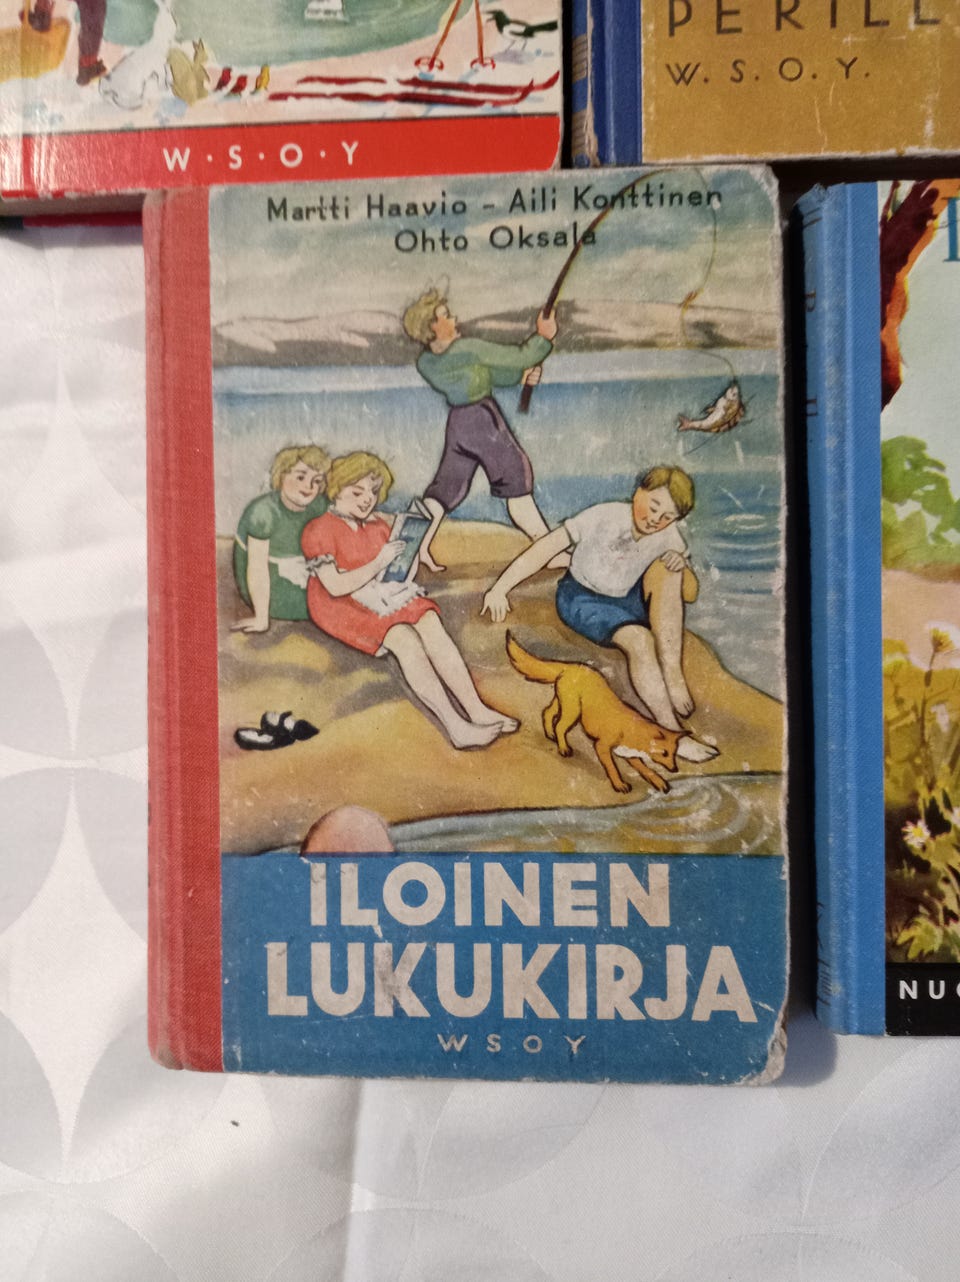 W·S·O·Y
PERILL
W. S. O. Y.
Martti Haavio – Aili Konttinen
Ohto Oksala
ILOINEN
LUKUKIRJA
WSOY
NUO